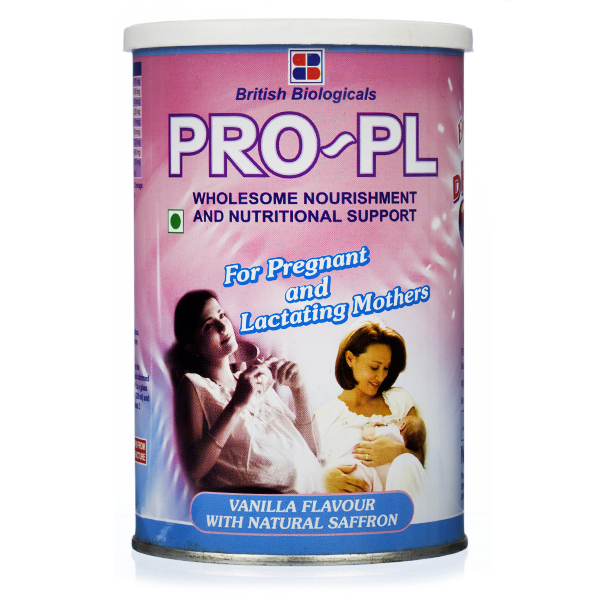 British Biologicals
PRO~PL
WHOLESOME NOURISHMENT
AND NUTRITIONAL SUPPORT
For Pregnant
and
Lactating Mothers
VANILLA FLAVOUR
WITH NATURAL SAFFRON